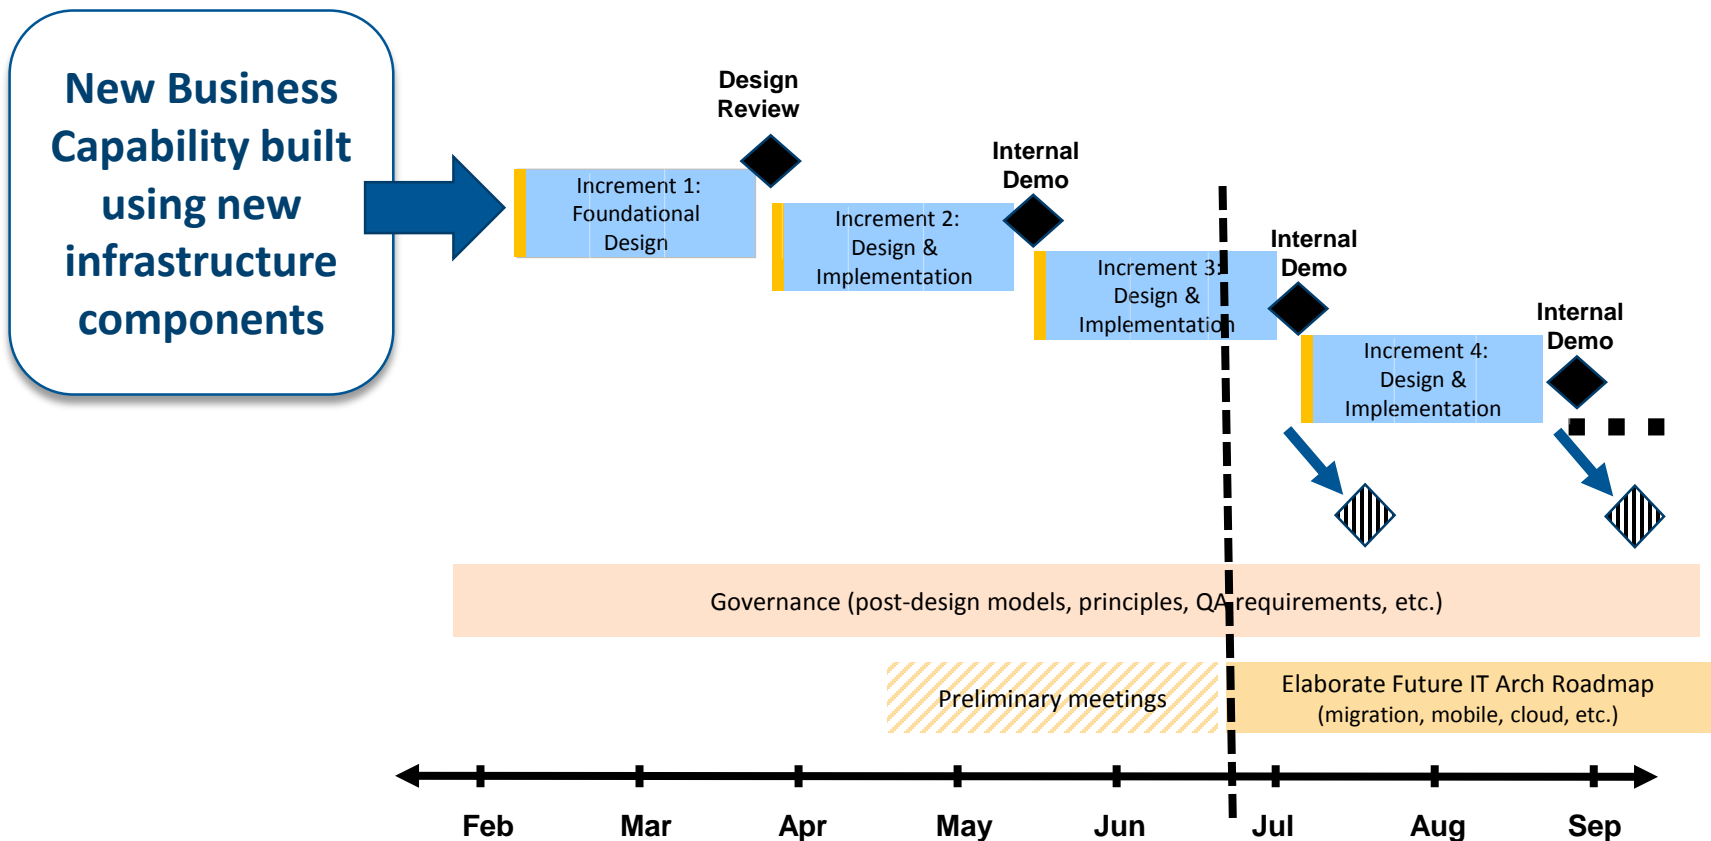 New Business
Capability built
using new
infrastructure
components
Design
Review
Increment 1:
Foundational
Design
Internal
Demo
Increment 2:
Design &
Implementation
Internal
Demo
Increment 3:
Design &
Implementation
Internal
Demo
Increment 4:
Design &
Implementation
Governance (post-design models, principles, QA requirements, etc.)
Preliminary meetings
Elaborate Future IT Arch Roadmap
(migration, mobile, cloud, etc.)
Feb Mar Apr May Jun Jul Aug Sep